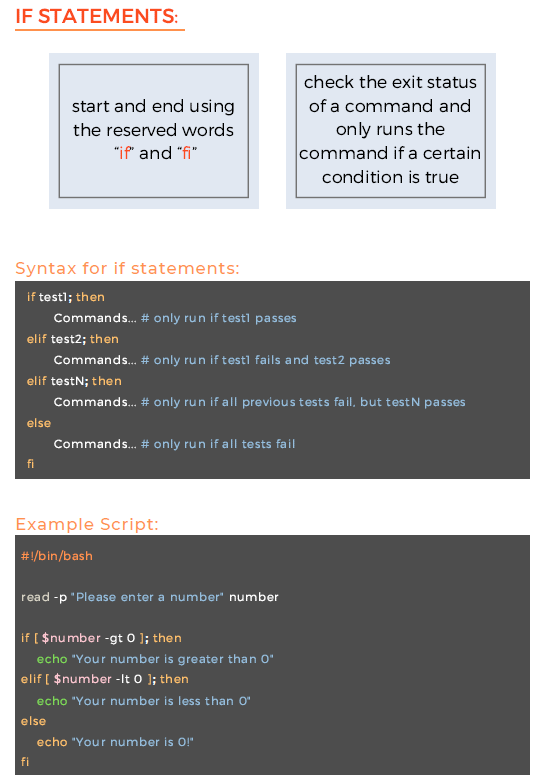 IF STATEMENTS:
start and end using
the reserved words
“if” and “fi”
check the exit status
of a command and
only runs the
command if a certain
condition is true
Syntax for if statements:
if test1; then
Commands... # only run if test1 passes
elif test2; then
Commands... # only run if test1 fails and test2 passes
elif testN; then
Commands... # only run if all previous tests fail, but testN passes
else
Commands... # only run if all tests fail
fi
Example Script:
#!/bin/bash
read -p "Please enter a number" number
if [ $number -gt 0 ]; then
echo "Your number is greater than 0"
elif [ $number -lt 0 ]; then
echo "Your number is less than 0"
else
echo "Your number is 0!"
fi